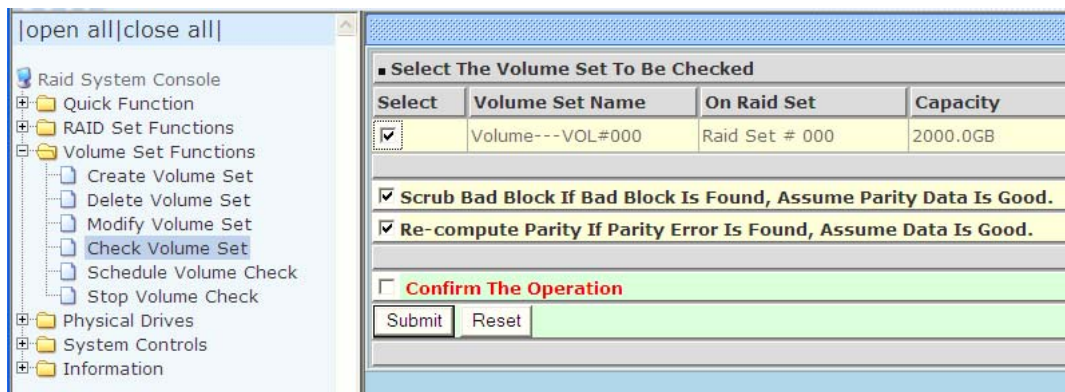 |open all|close all|
Raid System Console
Quick Function
RAID Set Functions
Volume Set Functions
Create Volume Set
Delete Volume Set
Modify Volume Set
Check Volume Set
Schedule Volume Check
Stop Volume Check
Physical Drives
System Controls
Information
Select The Volume Set To Be Checked
Select Volume Set Name On Raid Set Capacity
Volume---VOL#000 Raid Set # 000 2000.0GB
Scrub Bad Block If Bad Block Is Found, Assume Parity Data Is Good.
Re-compute Parity If Parity Error Is Found, Assume Data Is Good.
Confirm The Operation
Submit Reset